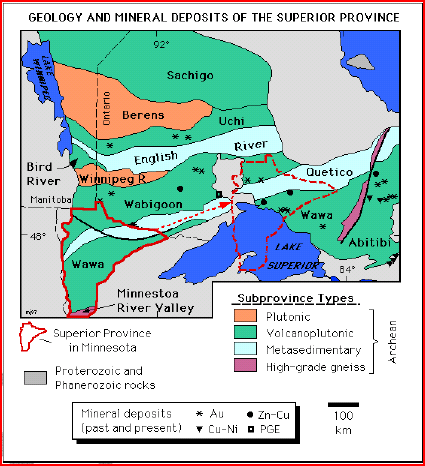 GEOLOGY AND MINERAL DEPOSITS OF THE SUPERIOR PROVINCE
92°
LAKE WINNIPEG
Sachigo
Ontario
Berens
Uchi
English River
Bird River
Winnipeg R.
Quetico
Manitoba
Wabigoon
Wawa
48°
Abitibi
LAKE SUPERIOR
Wawa
84°
Minnestoa River Valley
Subprovince Types
Superior Province in Minnesota
Plutonic
Volcanoplutonic
Metasedimentary
High-grade gneiss
Archean
Proterozoic and Phanerozoic rocks
Mineral deposits (past and present)
Au
Zn-Cu
Cu-Ni
PGE
100 km